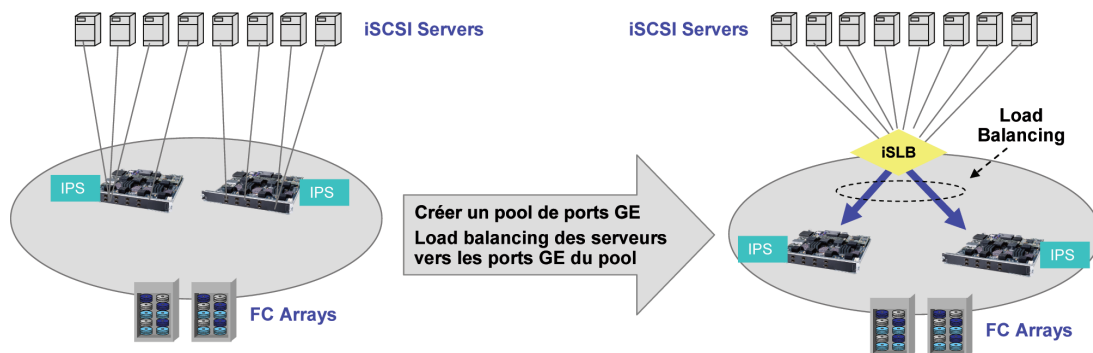 iSCSI Servers
IPS
IPS
FC Arrays
Créer un pool de ports GE
Load balancing des serveurs
vers les ports GE du pool
iSCSI Servers
Load
Balancing
iSLB
IPS
IPS
FC Arrays